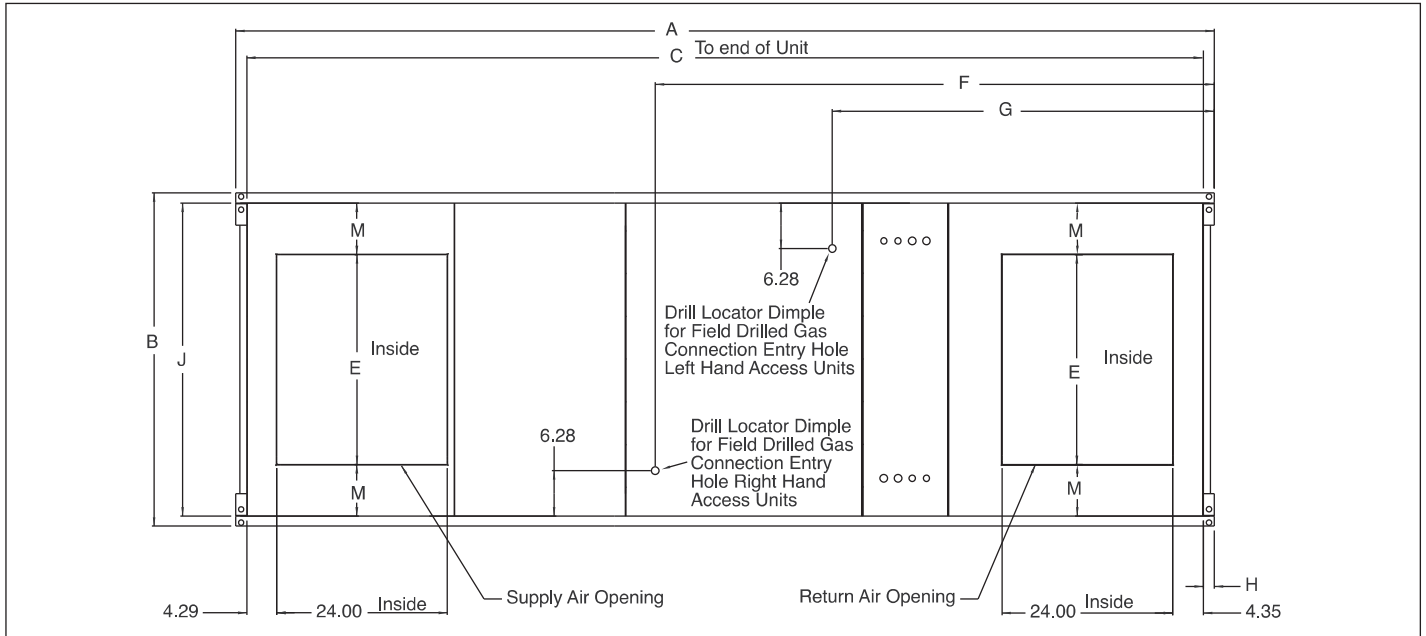 A
To end of Unit
C
F
G
M
M
6.28
Drill Locator Dimple
for Field Drilled Gas
Connection Entry Hole
Left Hand Access Units
B
J
E
Inside
E
Inside
6.28
Drill Locator Dimple
for Field Drilled Gas
Connection Entry
Hole Right Hand
Access Units
M
M
H
4.29
24.00 Inside
Supply Air Opening
Return Air Opening
24.00 Inside
4.35